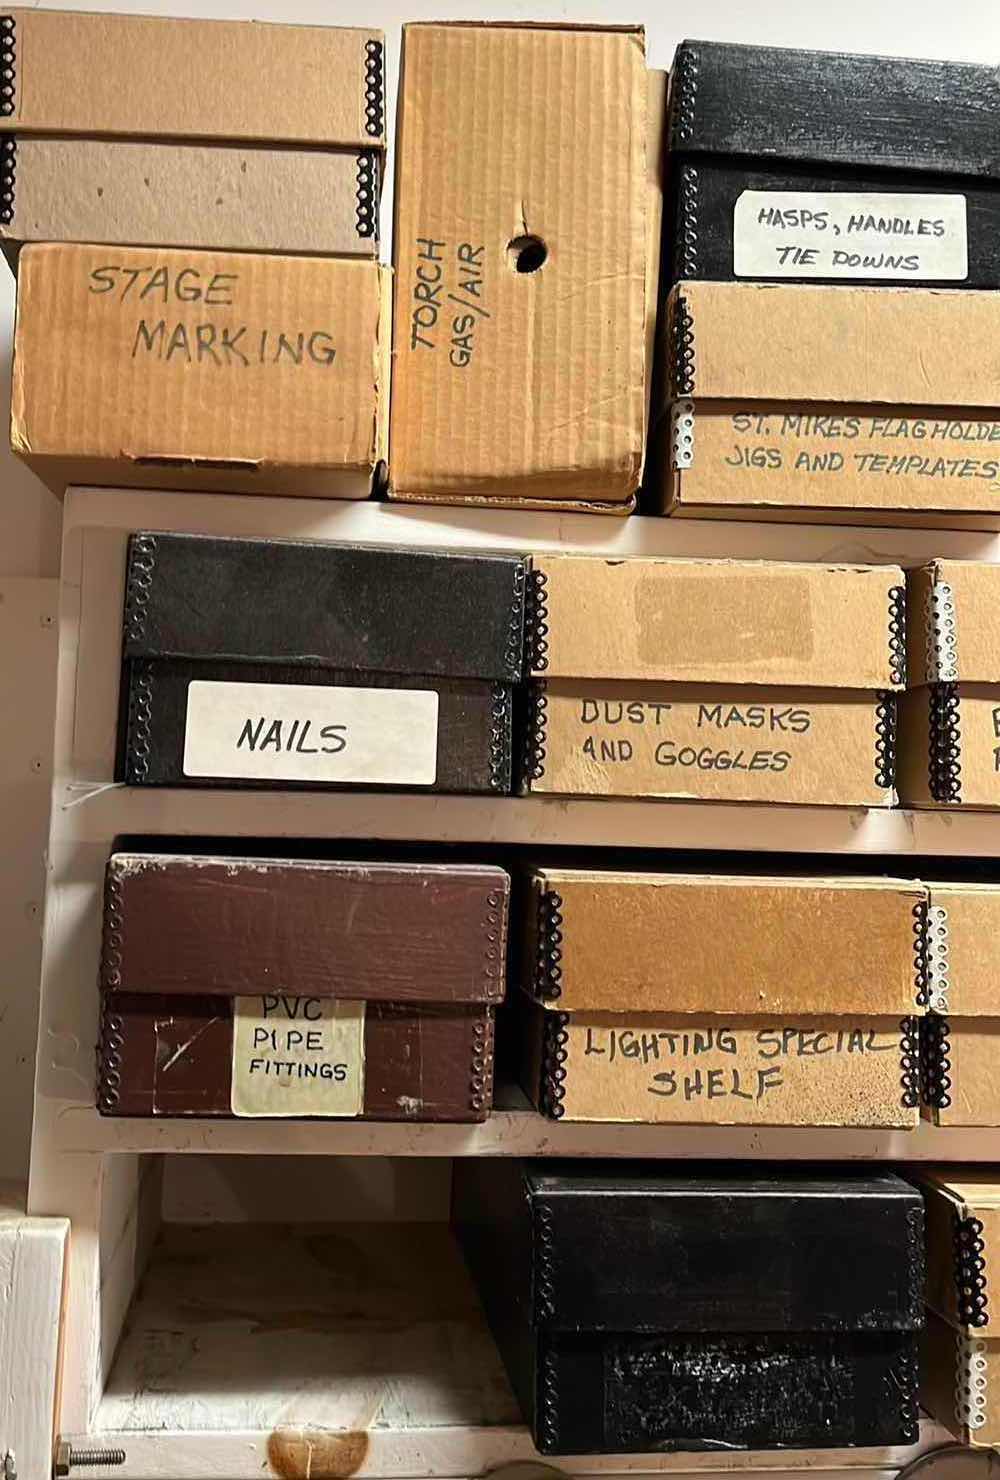 STAGE
MARKING
TORCH
GAS/AIR
HASPS, HANDLES
TIE DOWNS
ST. MIKES FLAG HOLDE
JIGS AND TEMPLATES
NAILS
DUST MASKS
AND GOGGLES
PVC
PIPE
FITTINGS
LIGHTING SPECIAL
SHELF